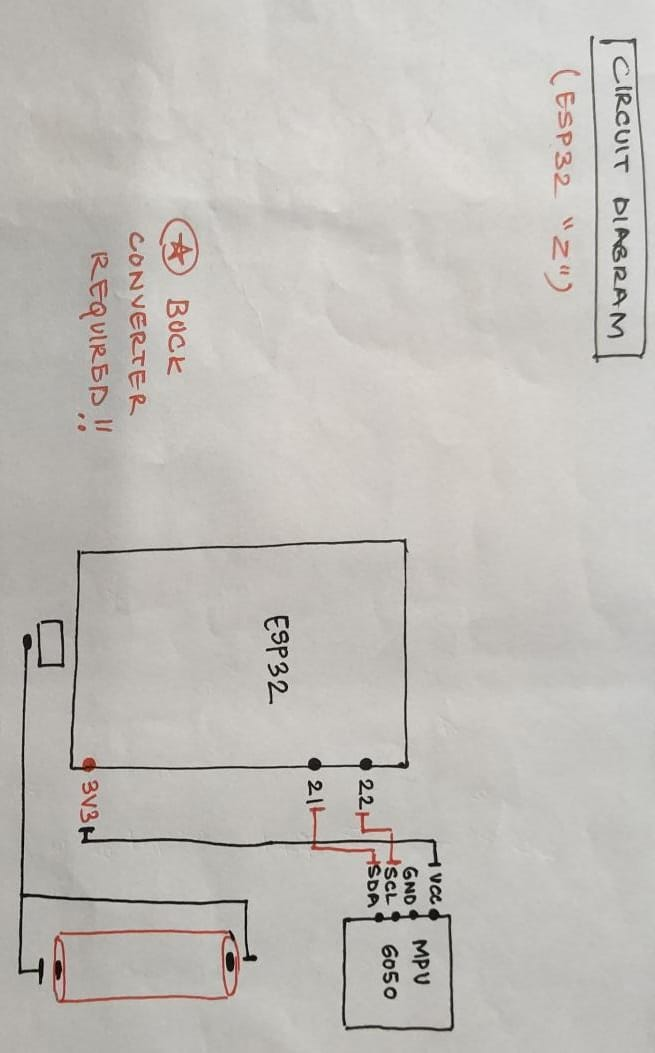 CIRCUIT DIAGRAM
(ESP32 "Z")
☆ BUCK
CONVERTER
REQUIRED!!
ESP32
22
21
3V3
VCC
GND
SCL
SDA
MPU
6050